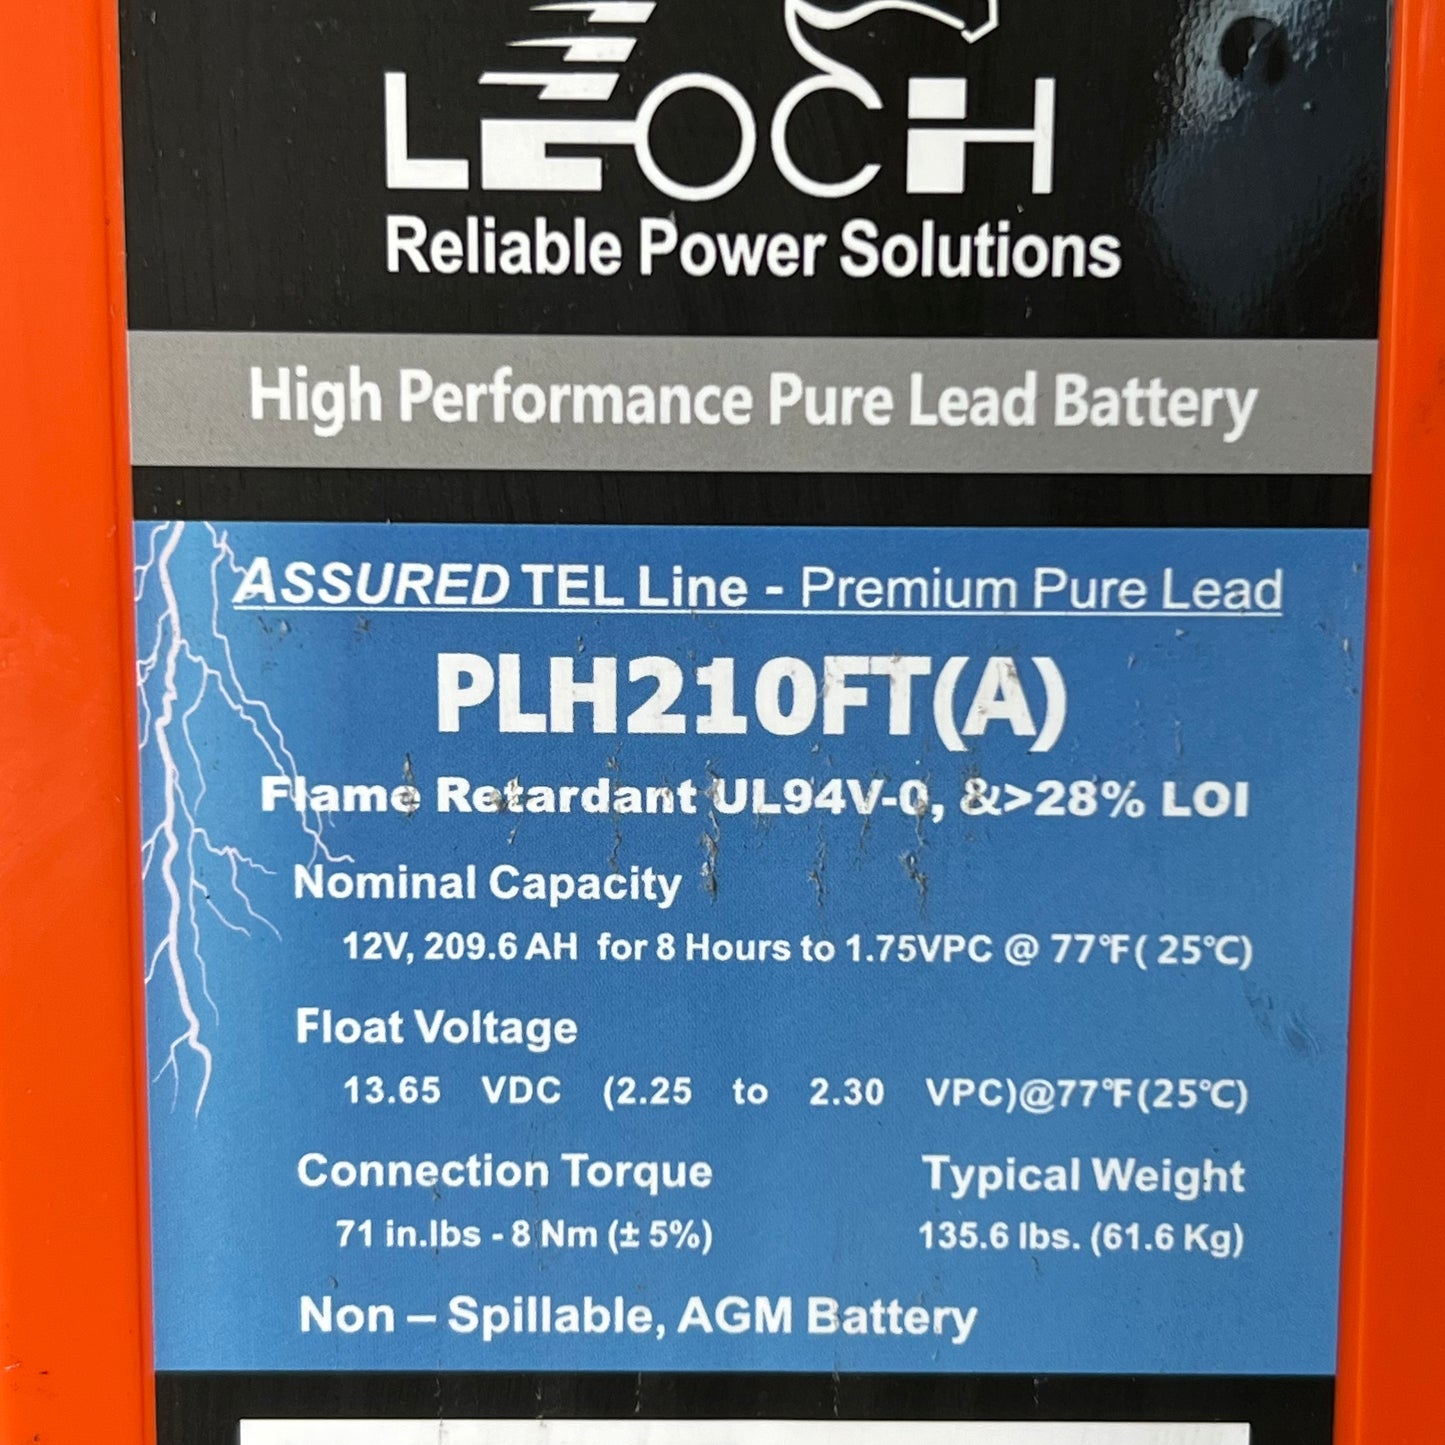 LEOCH
Reliable Power Solutions
High Performance Pure Lead Battery
ASSURED TEL Line - Premium Pure Lead
PLH210FT(A)
Flame Retardant UL94V-0, &>28% LOI
Nominal Capacity
12V, 209.6 AH for 8 Hours to 1.75VPC @ 77°F( 25℃)
Float Voltage
13.65 VDC (2.25 to 2.30 VPC)@77°F(25℃)
Connection Torque Typical Weight
71 in.lbs - 8 Nm (± 5%) 135.6 lbs. (61.6 Kg)
Non – Spillable, AGM Battery